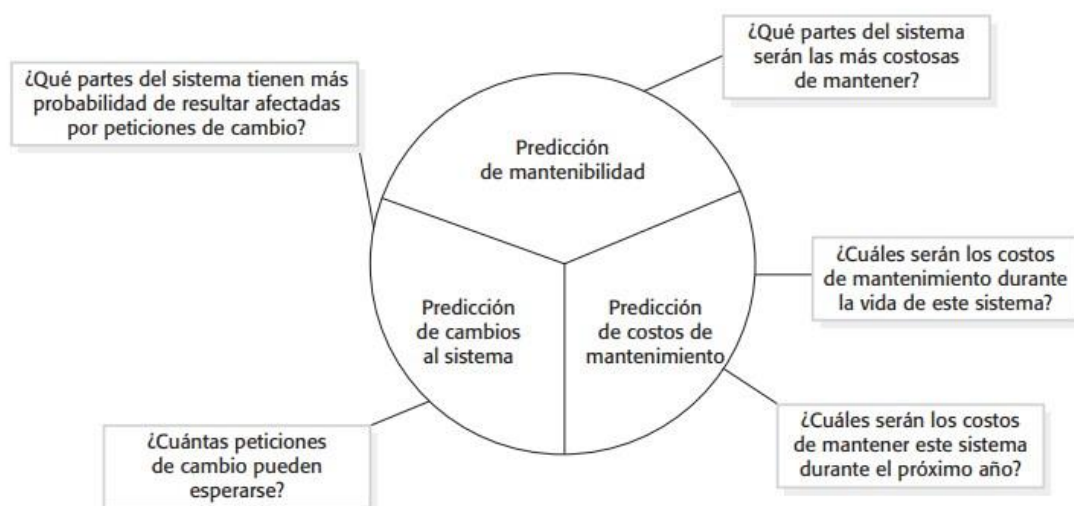 ¿Qué partes del sistema
serán las más costosas
de mantener?
¿Qué partes del sistema tienen más
probabilidad de resultar afectadas
por peticiones de cambio?
Predicción
de mantenibilidad
¿Cuáles serán los costos
de mantenimiento durante
la vida de este sistema?
Predicción
de cambios
al sistema
Predicción
de costos de
mantenimiento
¿Cuántas peticiones
de cambio pueden
esperarse?
¿Cuáles serán los costos
de mantener este sistema
durante el próximo año?